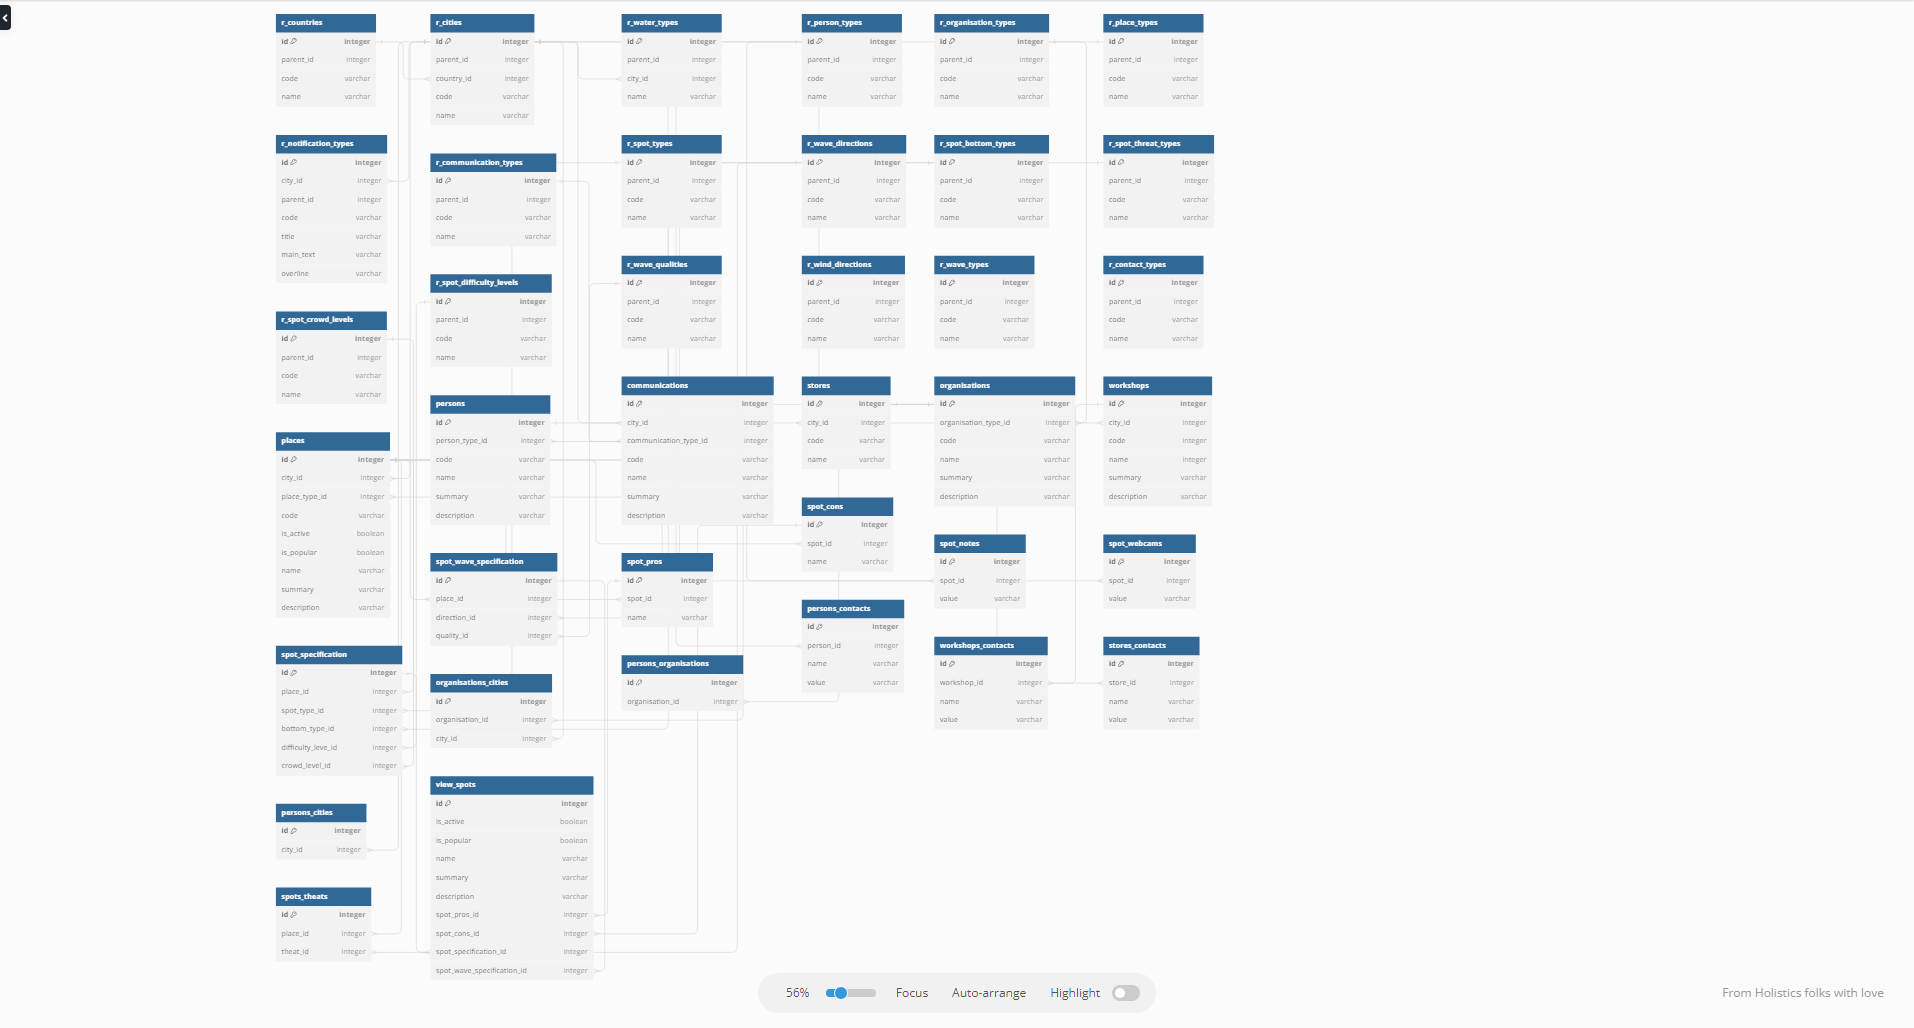 r_countries
id integer
parent_id integer
code varchar
name varchar
r_notification_types
id integer
city_id integer
parent_id integer
code varchar
title varchar
main_text varchar
overline varchar
r_spot_crowd_levels
id integer
parent_id integer
code varchar
name varchar
places
id integer
city_id integer
place_type_id integer
code varchar
is_active boolean
is_popular boolean
name varchar
summary varchar
description varchar
spot_specification
id integer
place_id integer
spot_type_id integer
bottom_type_id integer
difficulty_leve_id integer
crowd_level_id integer
persons_cities
id integer
city_id integer
spots_theats
id integer
place_id integer
theat_id integer
r_cities
id integer
parent_id integer
country_id integer
code varchar
name varchar
r_communication_types
id integer
parent_id integer
code varchar
name varchar
r_spot_difficulty_levels
id integer
parent_id integer
code varchar
name varchar
persons
id integer
person_type_id integer
code varchar
name varchar
summary varchar
description varchar
spot_wave_specification
id integer
place_id integer
direction_id integer
quality_id integer
organisations_cities
id integer
organisation_id integer
city_id integer
view_spots
id integer
is_active boolean
is_popular boolean
name varchar
summary varchar
description varchar
spot_pros_id integer
spot_cons_id integer
spot_specification_id integer
spot_wave_specification_id integer
r_water_types
id integer
parent_id integer
city_id integer
name varchar
r_spot_types
id integer
parent_id integer
code varchar
name varchar
r_wave_qualities
id integer
parent_id integer
code varchar
name varchar
communications
id integer
city_id integer
communication_type_id integer
code varchar
name varchar
summary varchar
description varchar
spot_pros
id integer
spot_id integer
name varchar
persons_organisations
id integer
organisation_id integer
r_person_types
id integer
parent_id integer
code varchar
name varchar
r_wave_directions
id integer
parent_id integer
code varchar
name varchar
r_wind_directions
id integer
parent_id integer
code varchar
name varchar
stores
id integer
city_id integer
code varchar
name varchar
spot_cons
id integer
spot_id integer
name varchar
persons_contacts
id integer
person_id integer
name varchar
value varchar
r_organisation_types
id integer
parent_id integer
code varchar
name varchar
r_spot_bottom_types
id integer
parent_id integer
code varchar
name varchar
r_wave_types
id integer
parent_id integer
code varchar
name varchar
organisations
id integer
organisation_type_id integer
code varchar
name varchar
summary varchar
description varchar
spot_notes
id integer
spot_id integer
value varchar
workshops_contacts
id integer
workshop_id integer
name varchar
value varchar
r_place_types
id integer
parent_id integer
code varchar
name varchar
r_spot_threat_types
id integer
parent_id integer
code varchar
name varchar
r_contact_types
id integer
parent_id integer
code varchar
name varchar
workshops
id integer
city_id integer
code integer
name integer
summary varchar
description varchar
spot_webcams
id integer
spot_id integer
value varchar
stores_contacts
id integer
store_id integer
name varchar
value varchar
56% Focus Auto-arrange Highlight
From Holistics folks with love